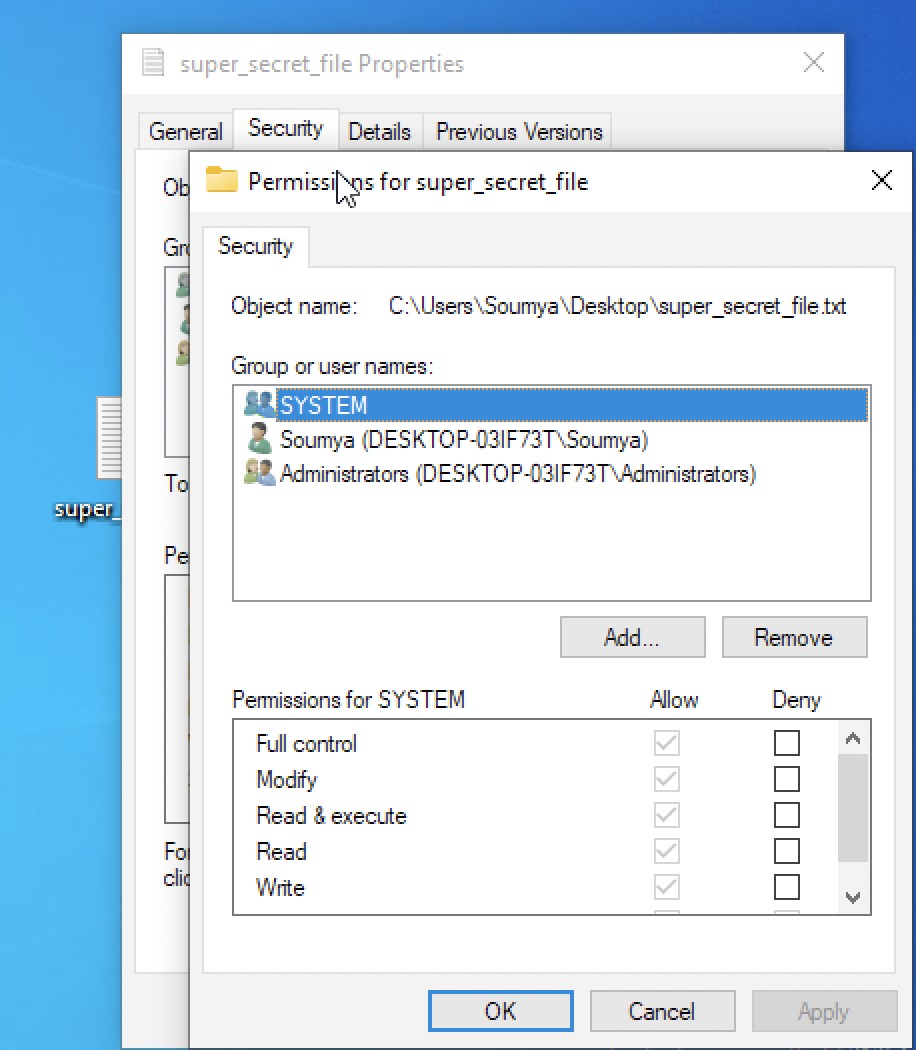 super_secret_file Properties
General Security Details Previous Versions
Ob
Permissions for super_secret_file
Security
Gro
Object name: C:\Users\Soumya\Desktop\super_secret_file.txt
Group or user names:
SYSTEM
Soumya (DESKTOP-03IF73T\Soumya)
Administrators (DESKTOP-03IF73T\Administrators)
To
super_
Pe
Add... Remove
Permissions for SYSTEM Allow Deny
Full control
Modify
Read & execute
Read
Write
For
clic
OK Cancel Apply